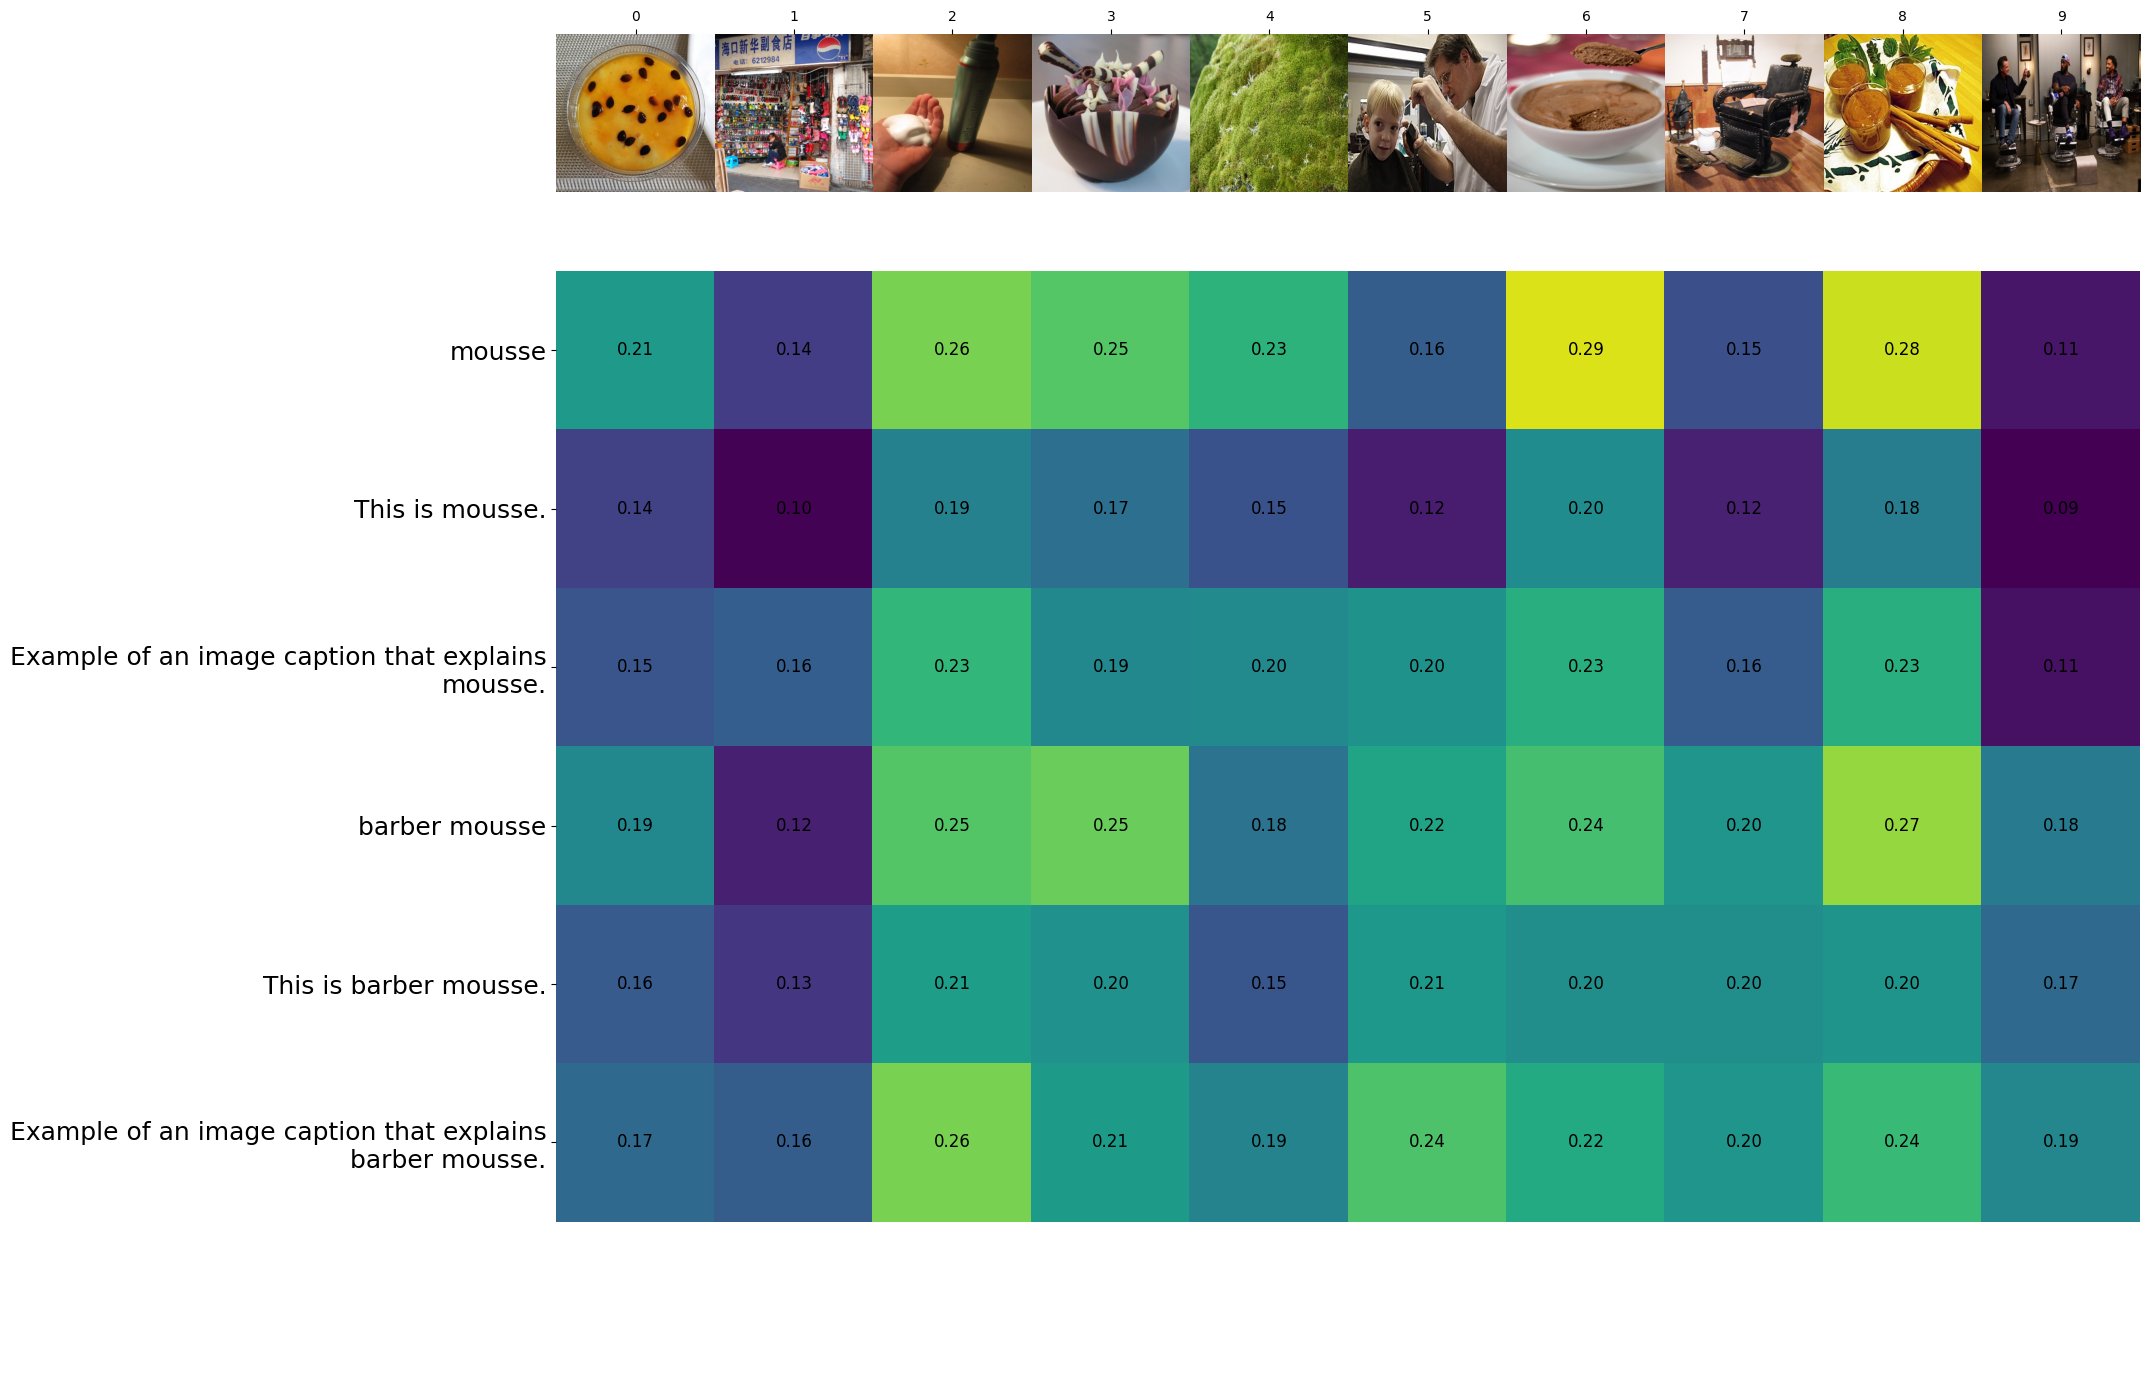 0 1 2 3 4 5 6 7 8 9
海口新华副食店
电话: 6212984
mousse 0.21 0.14 0.26 0.25 0.23 0.16 0.29 0.15 0.28 0.11
This is mousse. 0.14 0.10 0.19 0.17 0.15 0.12 0.20 0.12 0.18 0.09
Example of an image caption that explains
mousse. 0.15 0.16 0.23 0.19 0.20 0.20 0.23 0.16 0.23 0.11
barber mousse 0.19 0.12 0.25 0.25 0.18 0.22 0.24 0.20 0.27 0.18
This is barber mousse. 0.16 0.13 0.21 0.20 0.15 0.21 0.20 0.20 0.20 0.17
Example of an image caption that explains
barber mousse. 0.17 0.16 0.26 0.21 0.19 0.24 0.22 0.20 0.24 0.19